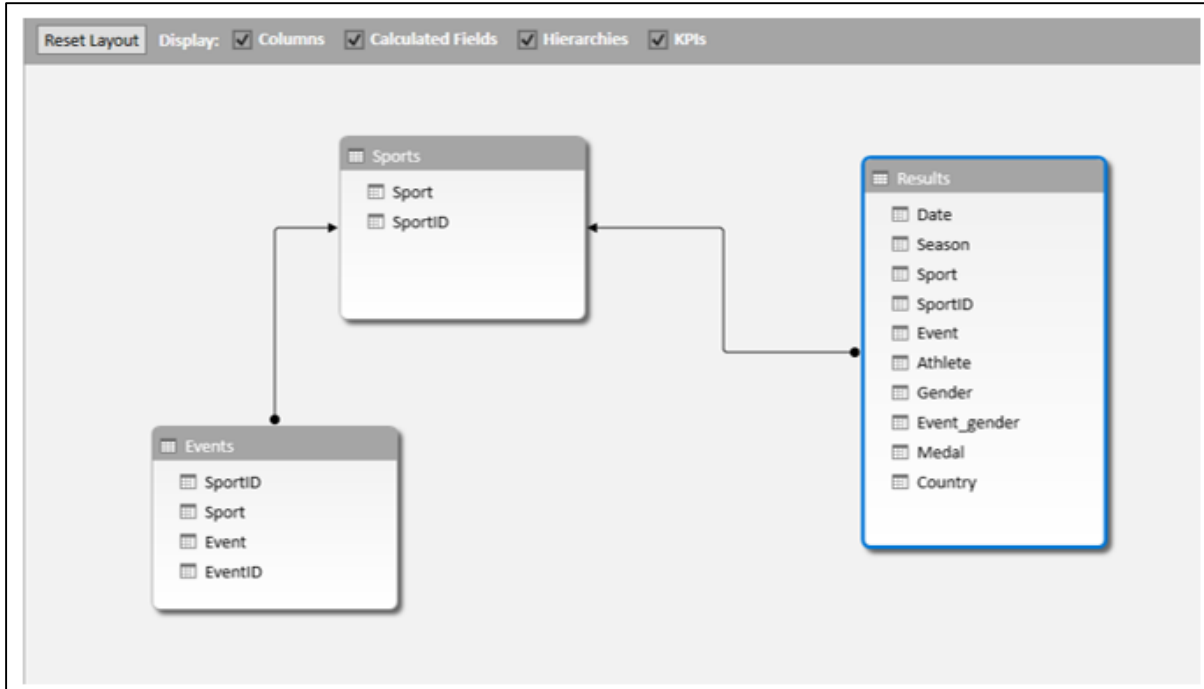 Reset Layout Display: Columns Calculated Fields Hierarchies KPIs
Sports
Sport
SportID
Results
Date
Season
Sport
SportID
Event
Athlete
Gender
Event_gender
Medal
Country
Events
SportID
Sport
Event
EventID